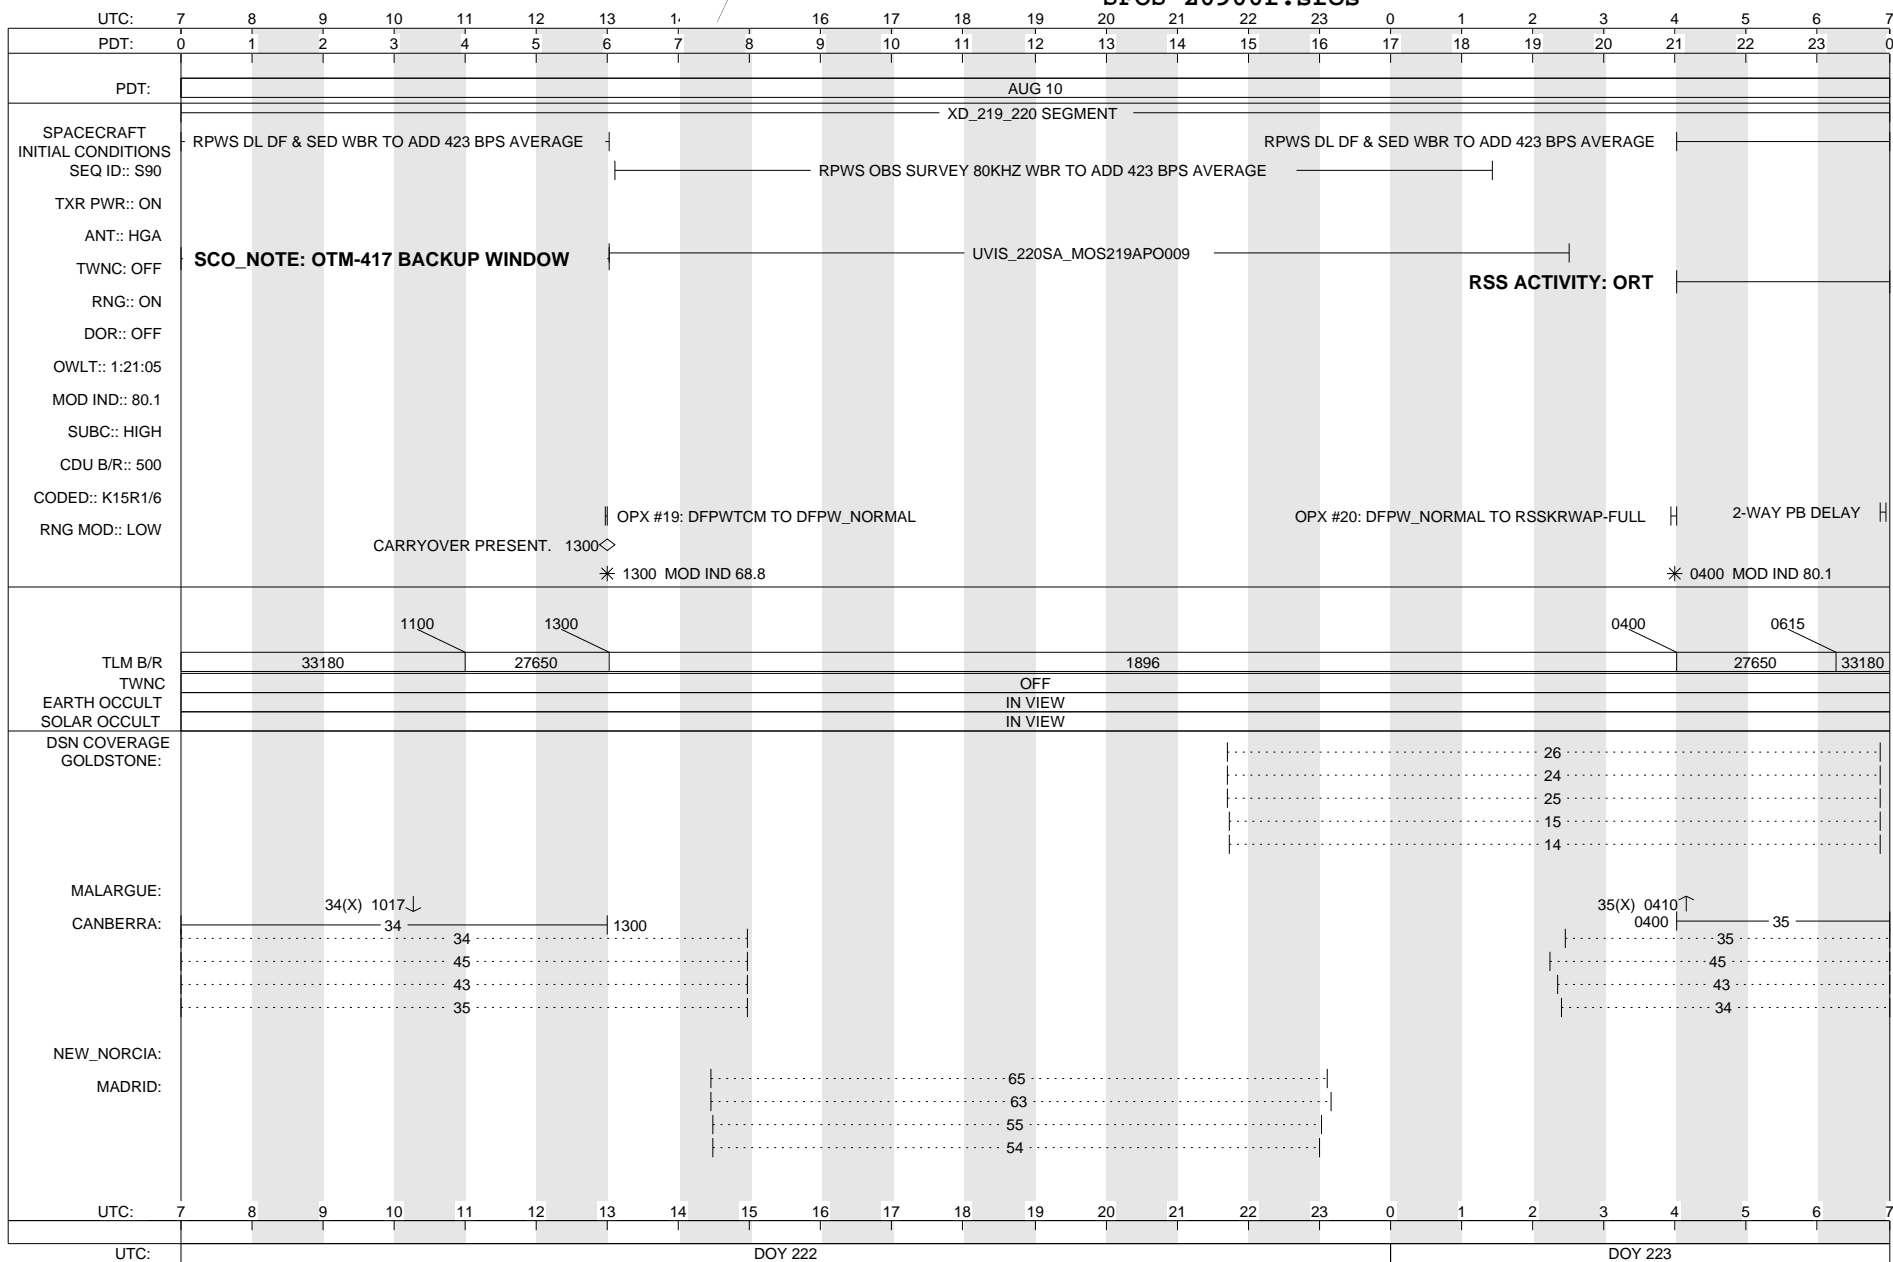 UTC: 7 8 9 10 11 12 13 16 17 18 19 20 21 22 23 0 1 2 3 4 5 6 7
PDT: 0 1 2 3 4 5 6 7 8 9 10 11 12 13 14 15 16 17 18 19 20 21 22 23 0
PDT: AUG 10
XD_219_220 SEGMENT
SPACECRAFT
INITIAL CONDITIONS
RPWS DL DF & SED WBR TO ADD 423 BPS AVERAGE RPWS DL DF & SED WBR TO ADD 423 BPS AVERAGE
SEQ ID:: S90 RPWS OBS SURVEY 80KHZ WBR TO ADD 423 BPS AVERAGE
TXR PWR:: ON
ANT:: HGA
SCO_NOTE: OTM-417 BACKUP WINDOW UVIS_220SA_MOS219APO009
TWNC: OFF
RSS ACTIVITY: ORT
RNG:: ON
DOR:: OFF
OWLT:: 1:21:05
MOD IND:: 80.1
SUBC:: HIGH
CDU B/R:: 500
CODED:: K15R1/6
OPX #19: DFPWTCM TO DFPW_NORMAL OPX #20: DFPW_NORMAL TO RSSKRWAP-FULL 2-WAY PB DELAY
RNG MOD:: LOW
CARRYOVER PRESENT. 1300
1300 MOD IND 68.8 0400 MOD IND 80.1
1100 1300 0400 0615
TLM B/R 33180 27650 1896 27650 33180
TWNC OFF
EARTH OCCULT IN VIEW
SOLAR OCCULT IN VIEW
DSN COVERAGE
GOLDSTONE:
26
24
25
15
14
MALARGUE:
34(X) 1017 35(X) 0410
CANBERRA: 34 1300 0400 35
34 35
45 45
43 43
35 34
NEW_NORCIA:
MADRID:
65
63
55
54
UTC: 7 8 9 10 11 12 13 14 15 16 17 18 19 20 21 22 23 0 1 2 3 4 5 6 7
UTC: DOY 222 DOY 223